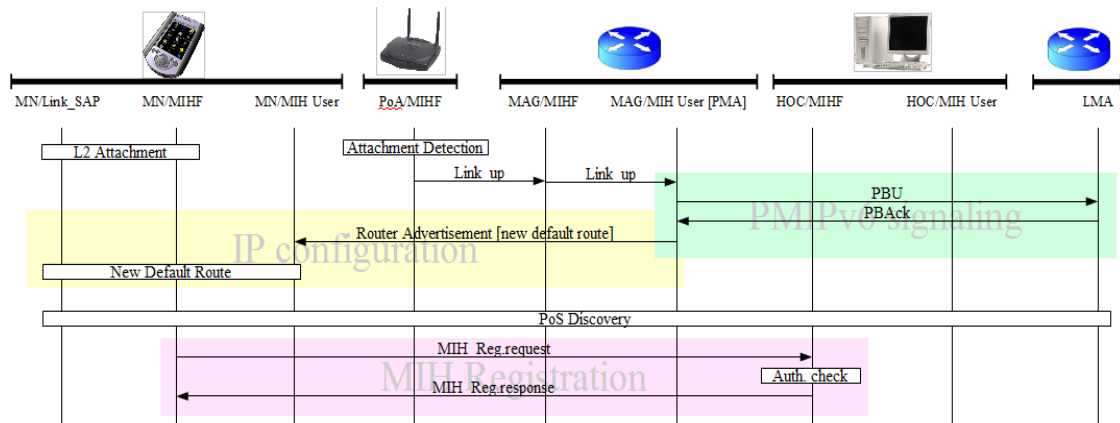 MN/Link_SAP MN/MIHF MN/MIH User PoA/MIHF MAG/MIHF MAG/MIH User [PMA] HOC/MIHF HOC/MIH User LMA
L2 Attachment Attachment Detection
Link_up Link_up
PBU
PMIPv6 signaling
PBAck
Router Advertisement [new default route]
IP configuration
New Default Route
PoS Discovery
MIH_Reg.request
MIH Registration
Auth. check
MIH_Reg.response